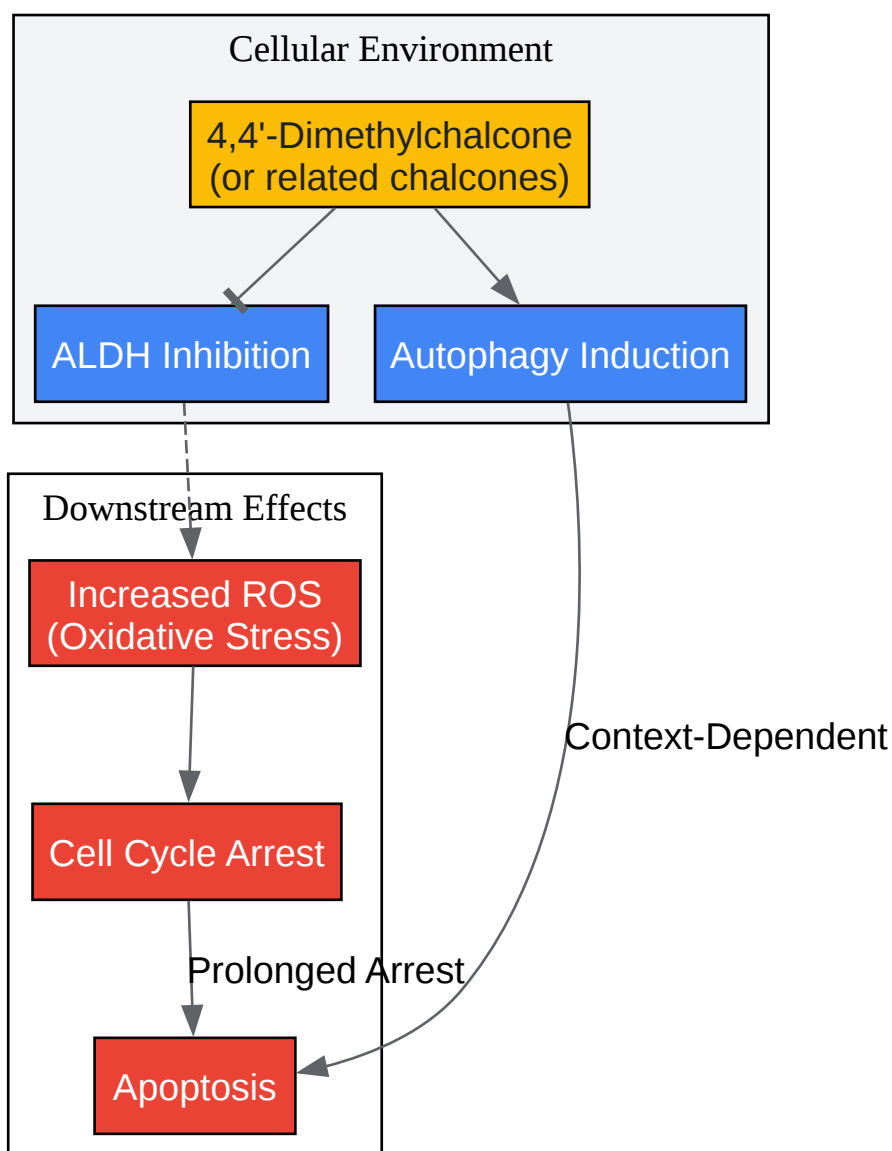 Cellular Environment
4,4'-Dimethylchalcone
(or related chalcones)
ALDH Inhibition
Autophagy Induction
Downstream Effects
Increased ROS
(Oxidative Stress)
Context-Dependent
Cell Cycle Arrest
Prolonged Arrest
Apoptosis